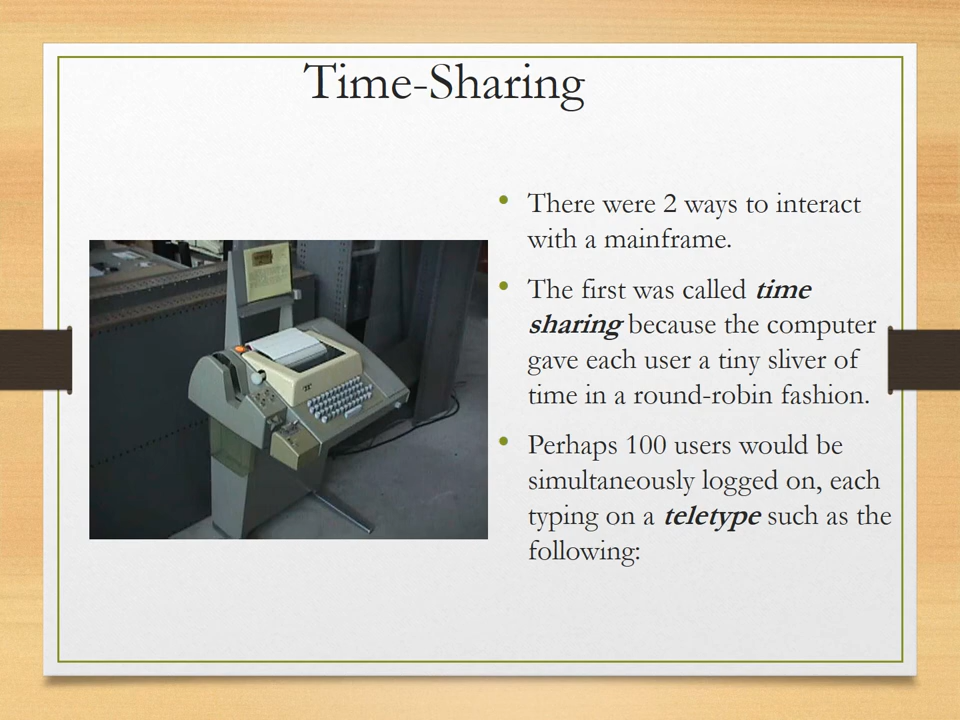 Time-Sharing
• There were 2 ways to interact
with a mainframe.
• The first was called time
sharing because the computer
gave each user a tiny sliver of
time in a round-robin fashion.
• Perhaps 100 users would be
simultaneously logged on, each
typing on a teletype such as the
following: